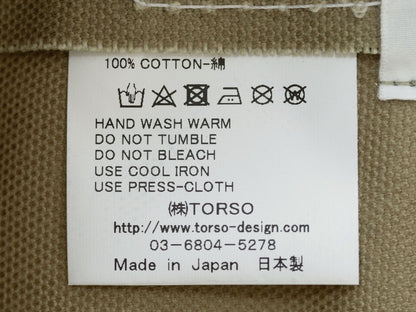 100% COTTON-綿
HAND WASH WARM
DO NOT TUMBLE
DO NOT BLEACH
USE COOL IRON
USE PRESS-CLOTH
㈱TORSO
http://www.torso-design.com
03-6804-5278
Made in Japan 日本製